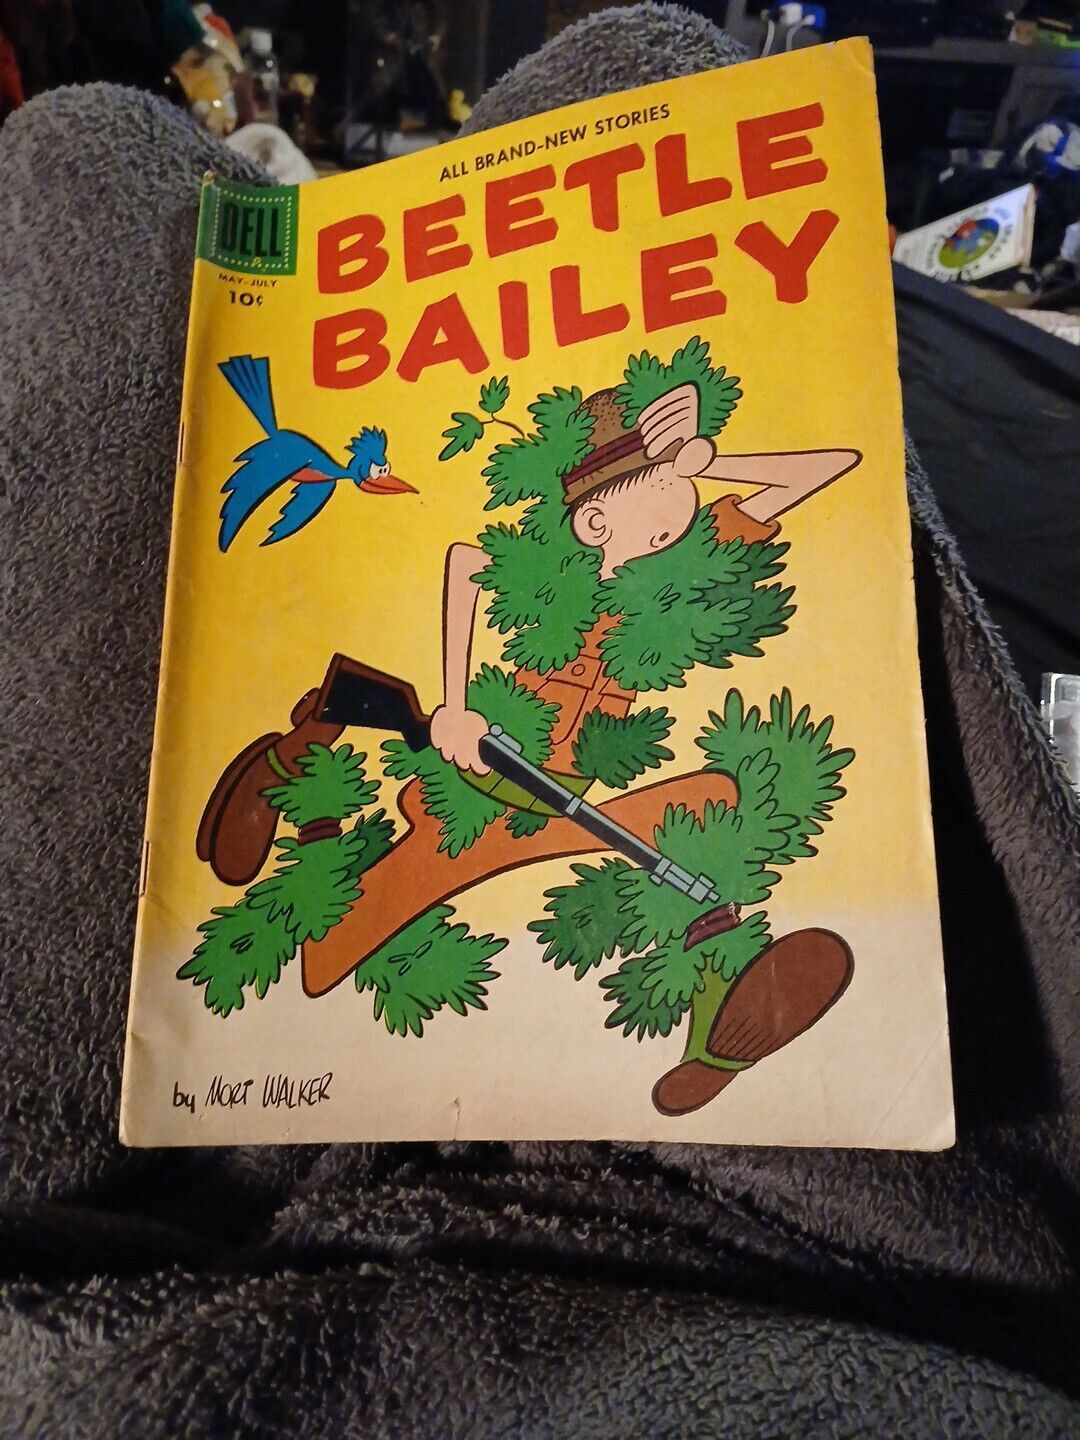 ALL BRAND-NEW STORIES
BEETLE
BAILEY
DELL
MAY-JULY
10¢
by MORT WALKER